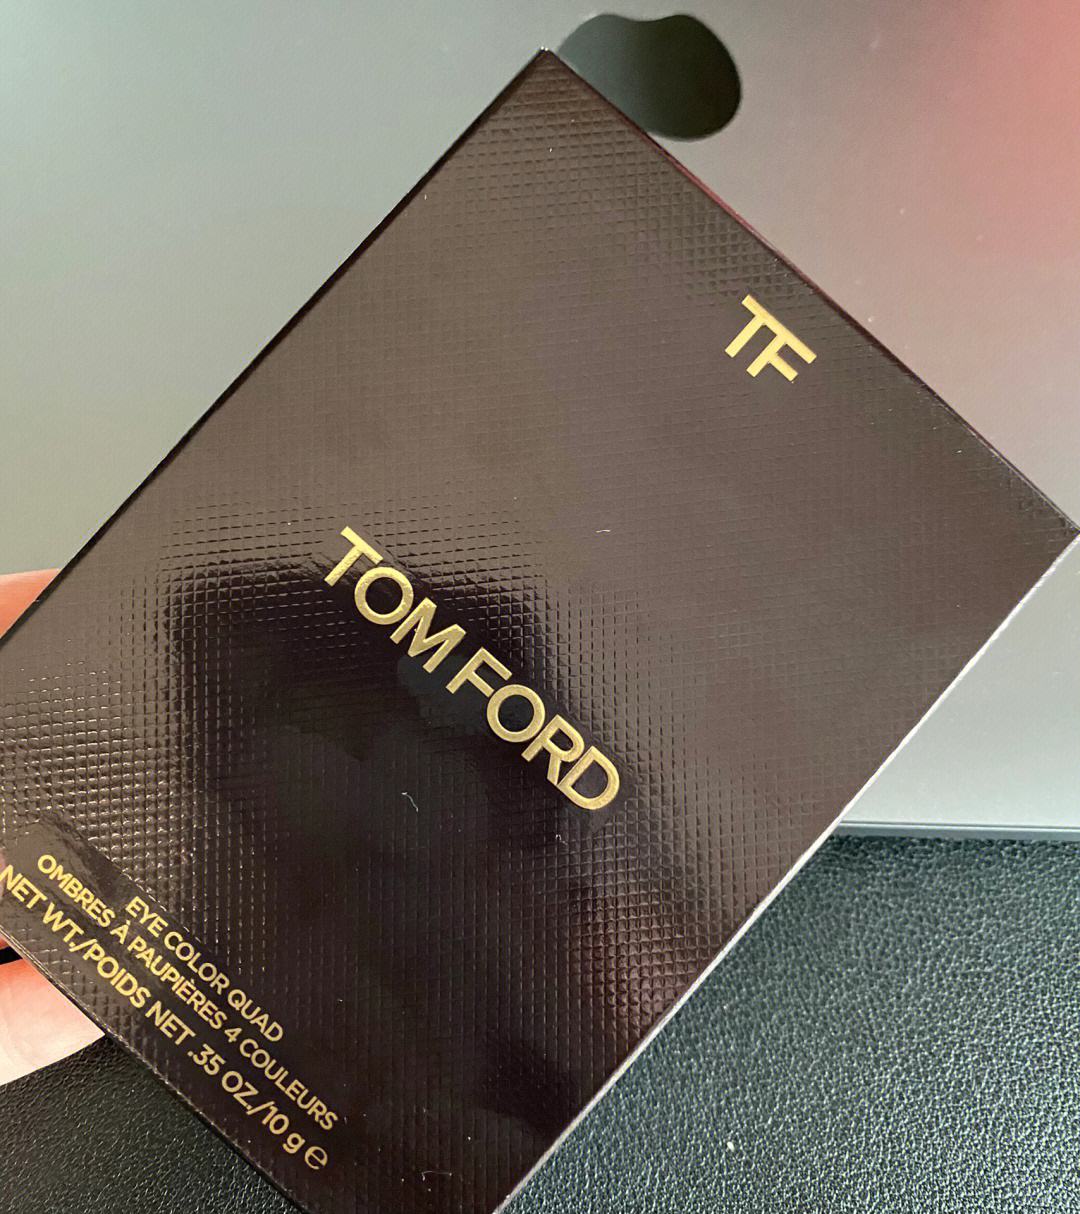 TF
TOM FORD
EYE COLOR QUAD
OMBRES À PAUPIÈRES 4 COULEURS
NET WT./POIDS NET .35 OZ./10 g ℮